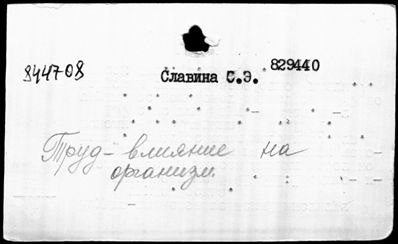 829440
844708 Славина С.Э.
Труд - влияние на
организм